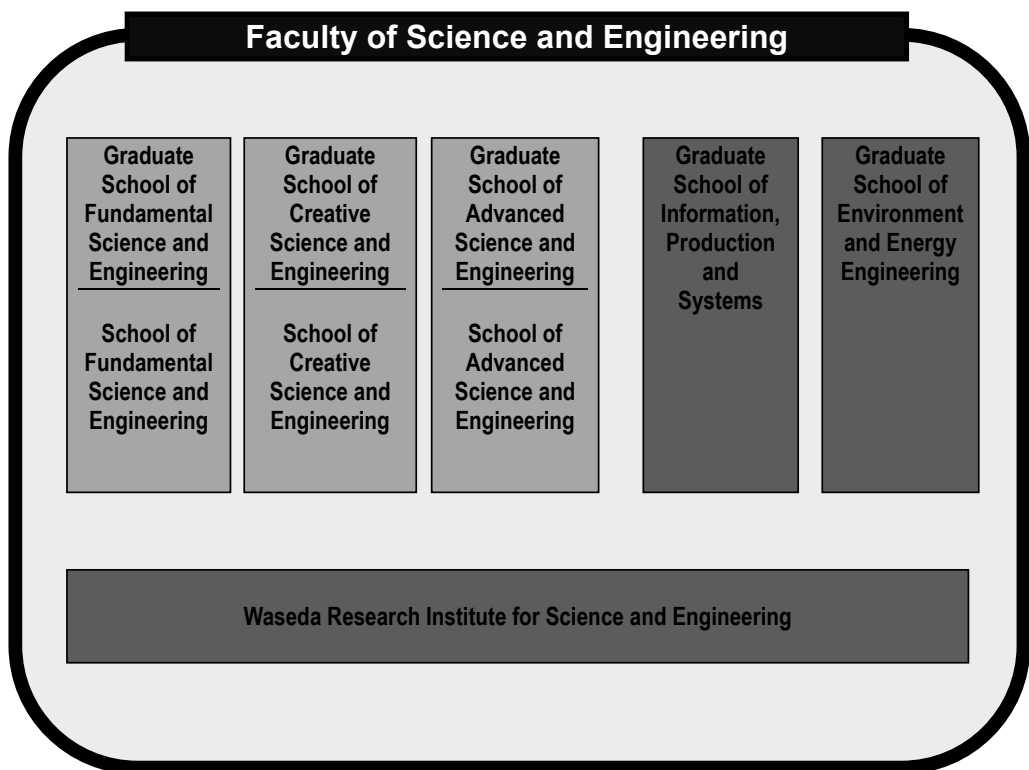 Faculty of Science and Engineering
Graduate
School of
Fundamental
Science and
Engineering
School of
Fundamental
Science and
Engineering
Graduate
School of
Creative
Science and
Engineering
School of
Creative
Science and
Engineering
Graduate
School of
Advanced
Science and
Engineering
School of
Advanced
Science and
Engineering
Graduate
School of
Information,
Production
and
Systems
Graduate
School of
Environment
and Energy
Engineering
Waseda Research Institute for Science and Engineering